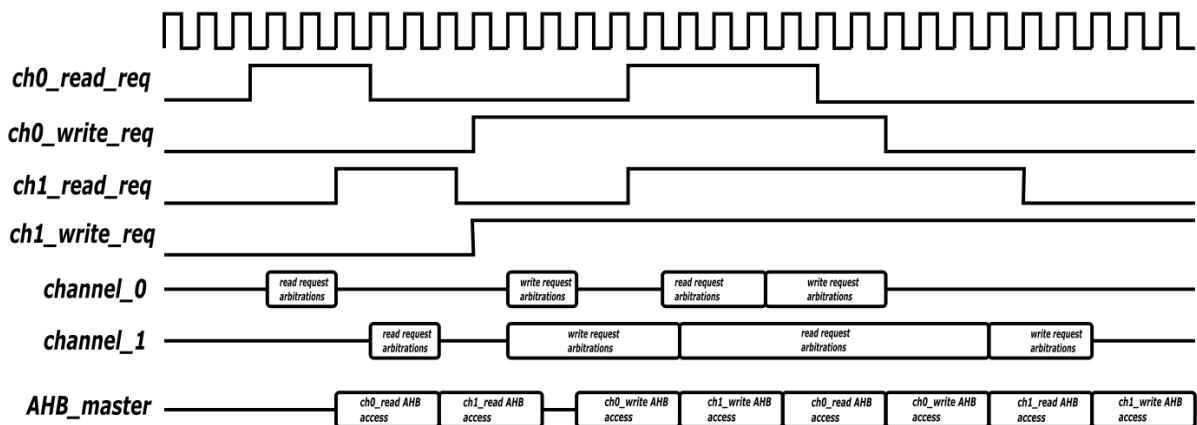 ch0_read_req
ch0_write_req
ch1_read_req
ch1_write_req
channel_0
read request
arbitrations
write request
arbitrations
read request
arbitrations
write request
arbitrations
channel_1
read request
arbitrations
write request
arbitrations
read request
arbitrations
write request
arbitrations
AHB_master
ch0_read AHB
access
ch1_read AHB
access
ch0_write AHB
access
ch1_write AHB
access
ch0_read AHB
access
ch0_write AHB
access
ch1_read AHB
access
ch1_write AHB
access